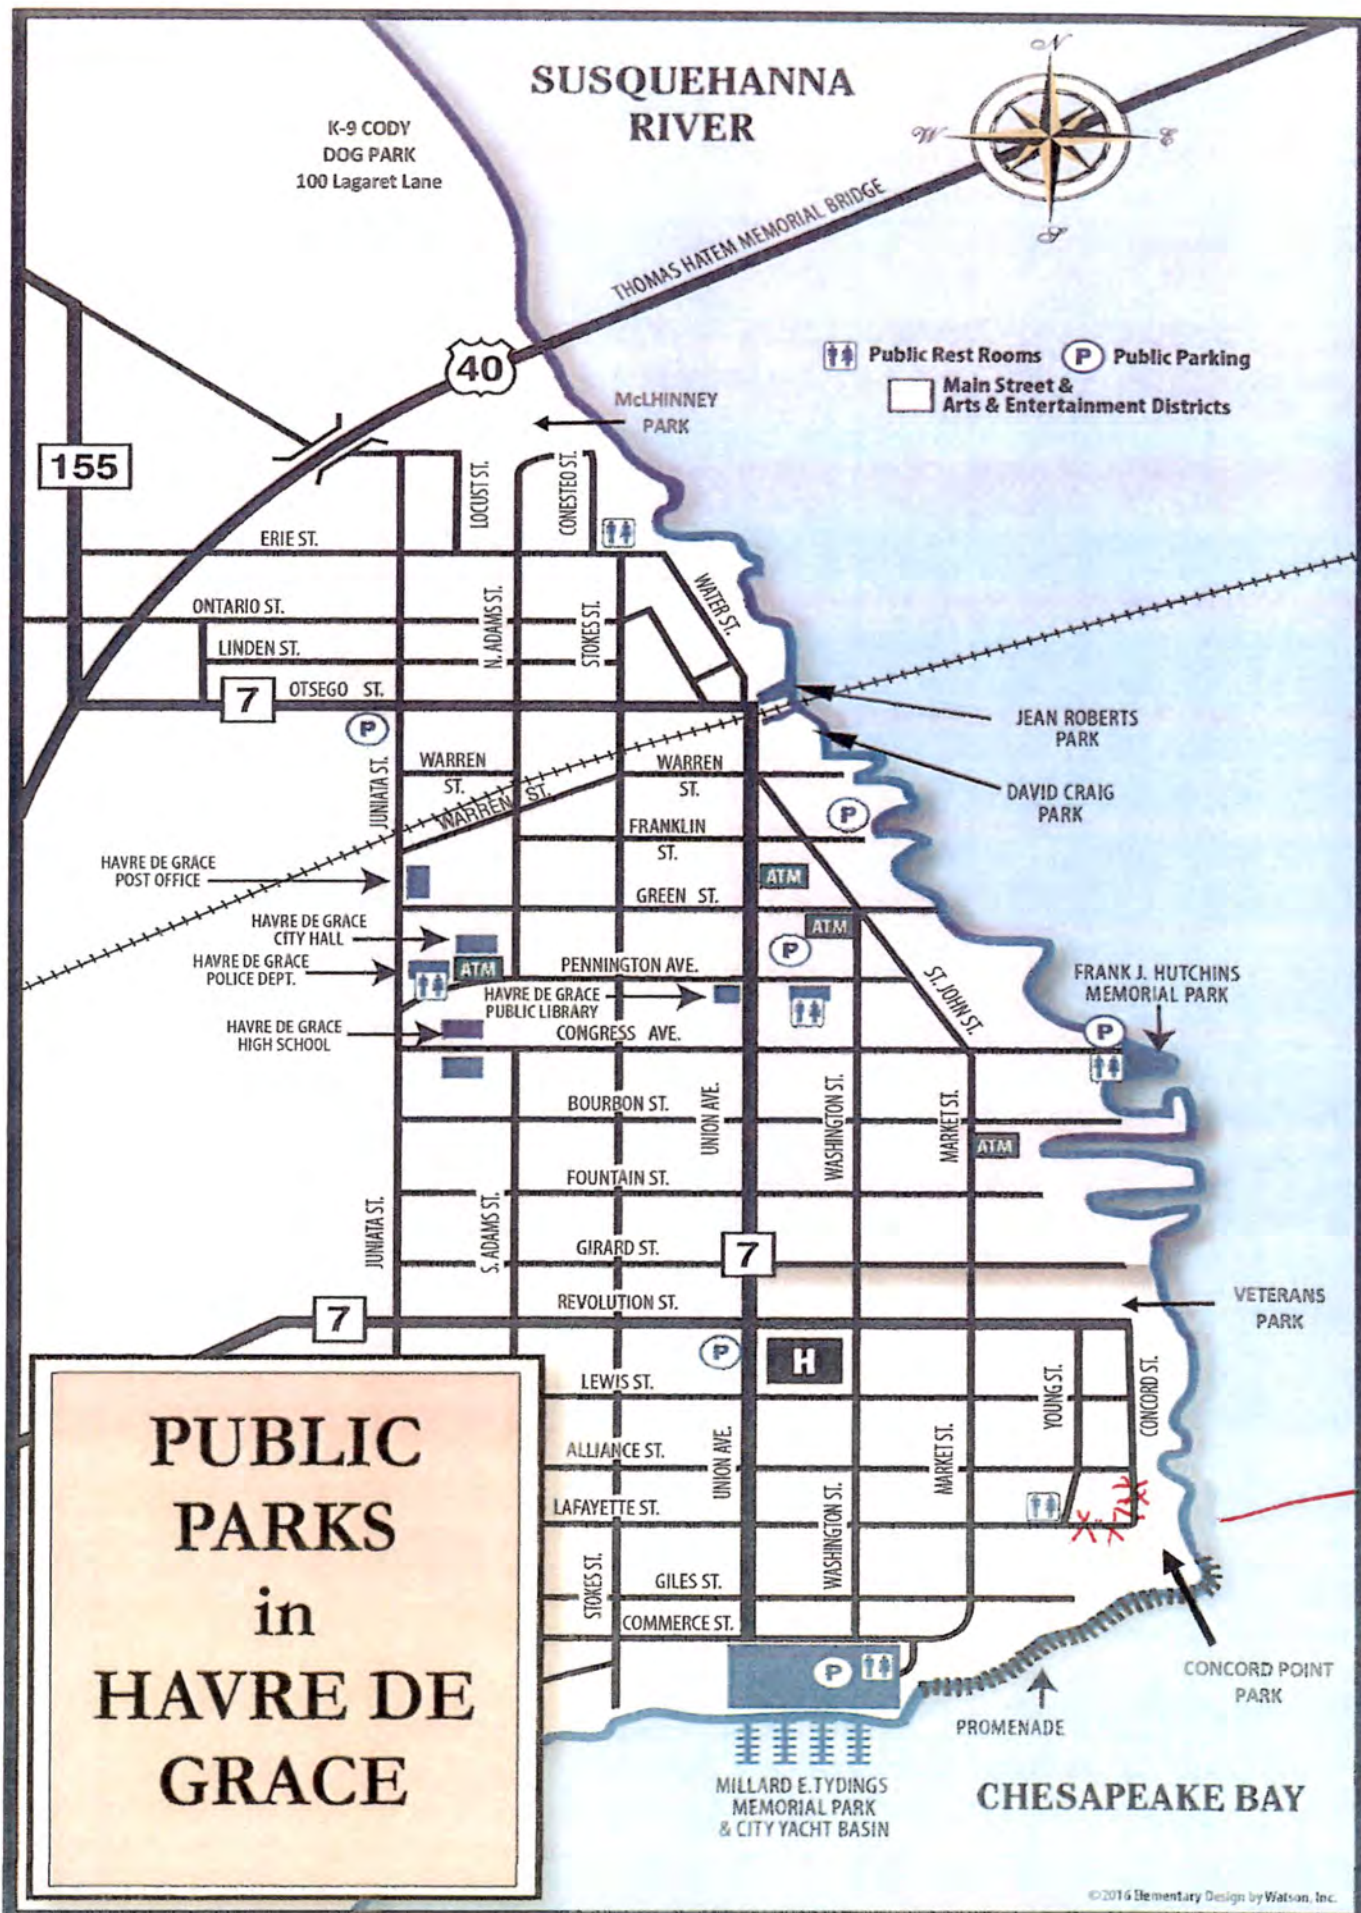 SUSQUEHANNA
RIVER
N
W
E
S
K-9 CODY
DOG PARK
100 Lagaret Lane
THOMAS HATEM MEMORIAL BRIDGE
Public Rest Rooms
P Public Parking
Main Street &
Arts & Entertainment Districts
40
McLHINNEY
PARK
155
LOCUST ST.
CONESTEO ST.
ERIE ST.
WATER ST.
ONTARIO ST.
N. ADAMS ST.
STOKES ST.
LINDEN ST.
7
OTSEGO ST.
P
JEAN ROBERTS
PARK
JUNIATA ST.
WARREN
ST.
WARREN
ST.
WARREN ST.
DAVID CRAIG
PARK
P
FRANKLIN
ST.
HAVRE DE GRACE
POST OFFICE
ATM
GREEN ST.
HAVRE DE GRACE
CITY HALL
ATM
P
HAVRE DE GRACE
POLICE DEPT.
ATM
PENNINGTON AVE.
ST. JOHN ST.
FRANK J. HUTCHINS
MEMORIAL PARK
HAVRE DE GRACE
PUBLIC LIBRARY
HAVRE DE GRACE
HIGH SCHOOL
CONGRESS AVE.
P
BOURBON ST.
UNION AVE.
WASHINGTON ST.
MARKET ST.
ATM
FOUNTAIN ST.
JUNIATA ST.
S. ADAMS ST.
GIRARD ST.
7
REVOLUTION ST.
VETERANS
PARK
7
P
H
LEWIS ST.
YOUNG ST.
CONCORD ST.
ALLIANCE ST.
UNION AVE.
MARKET ST.
LAFAYETTE ST.
WASHINGTON ST.
STOKES ST.
GILES ST.
COMMERCE ST.
P
CONCORD POINT
PARK
PROMENADE
MILLARD E.TYDINGS
MEMORIAL PARK
& CITY YACHT BASIN
CHESAPEAKE BAY
PUBLIC
PARKS
in
HAVRE DE
GRACE
©2016 Elementary Design by Watson, Inc.